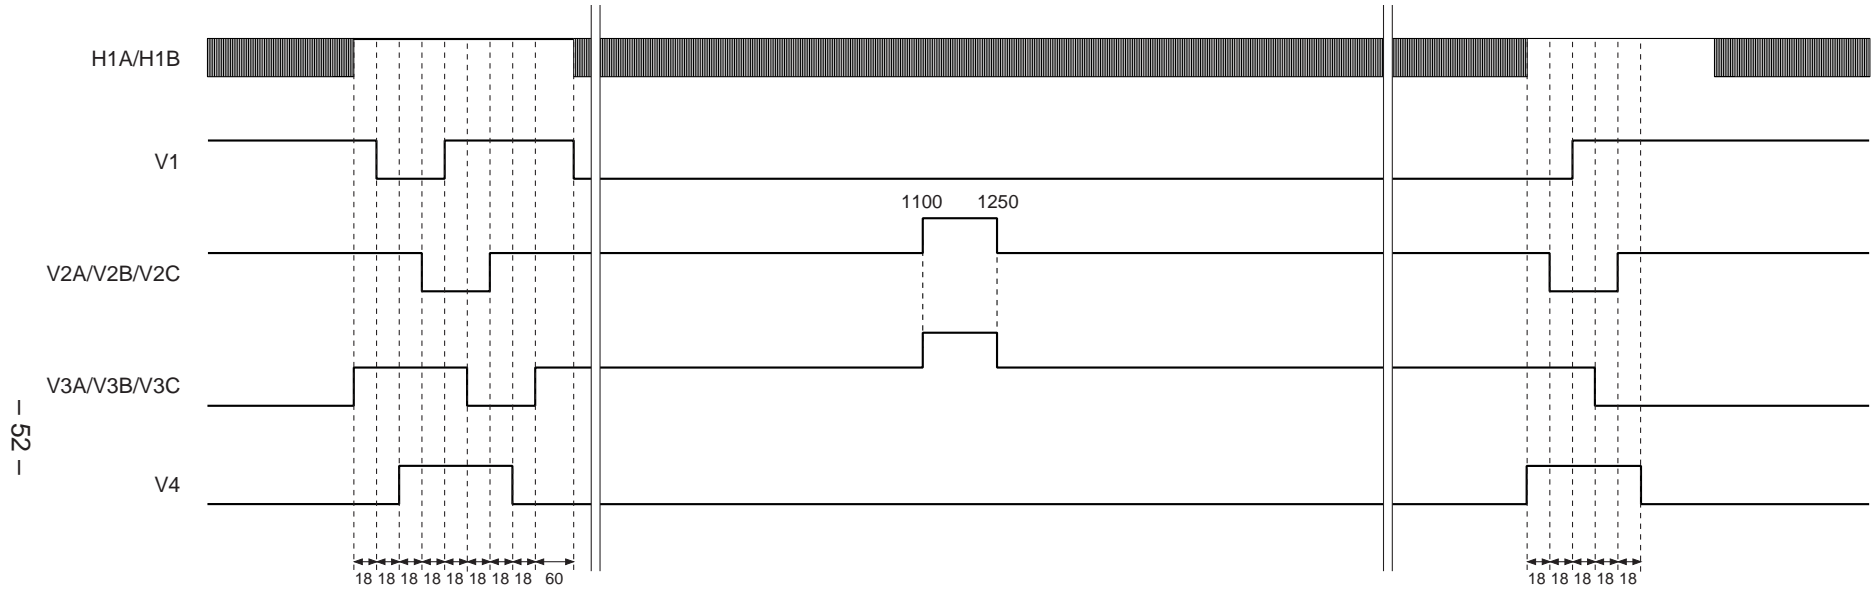 H1A/H1B
V1
1100 1250
V2A/V2B/V2C
V3A/V3B/V3C
– 52 –
V4
18 18 18 18 18 18 18 18 60 18 18 18 18 18